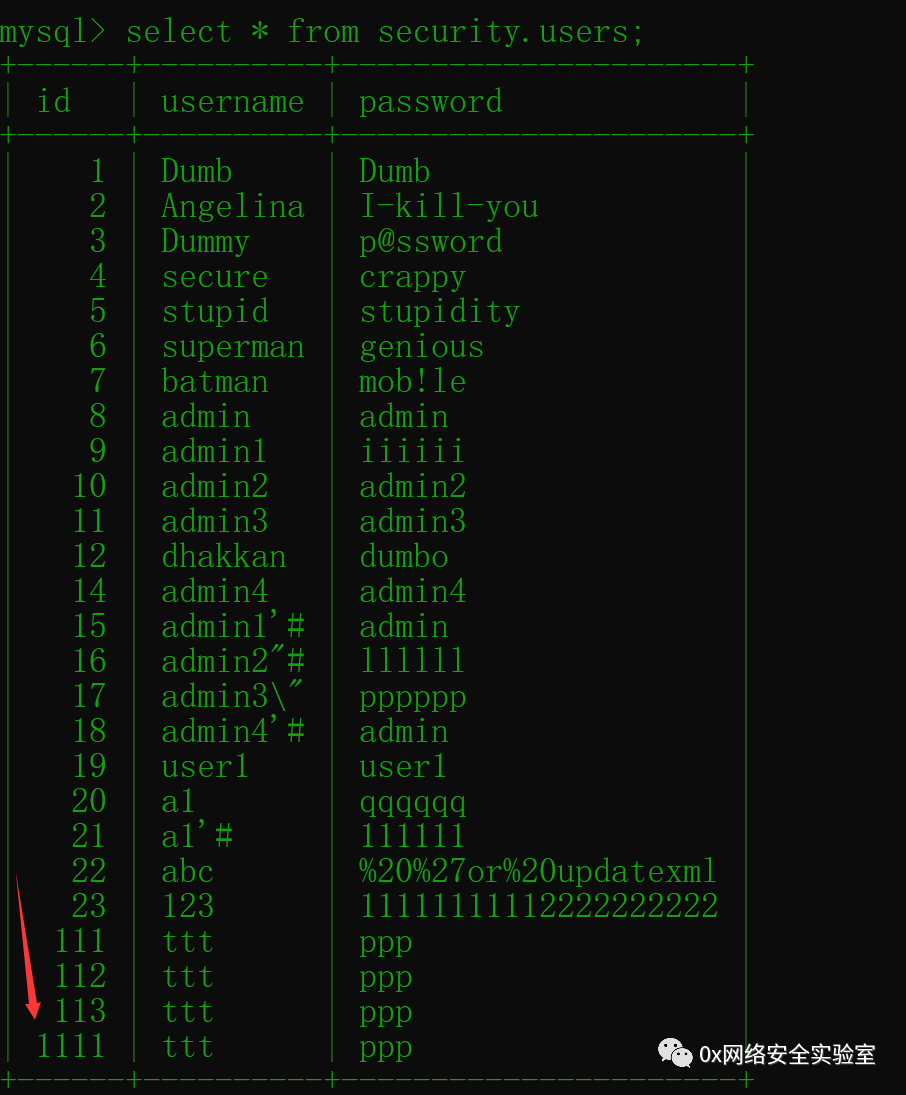 mysql> select * from security.users;
+------+----------+----------------------+
| id | username | password |
+------+----------+----------------------+
| 1 | Dumb | Dumb |
| 2 | Angelina | I-kill-you |
| 3 | Dummy | p@ssword |
| 4 | secure | crappy |
| 5 | stupid | stupidity |
| 6 | superman | genious |
| 7 | batman | mob!le |
| 8 | admin | admin |
| 9 | admin1 | iiiiii |
| 10 | admin2 | admin2 |
| 11 | admin3 | admin3 |
| 12 | dhakkan | dumbo |
| 14 | admin4 | admin4 |
| 15 | admin1'# | admin |
| 16 | admin2"# | llllll |
| 17 | admin3\" | pppppp |
| 18 | admin4'# | admin |
| 19 | user1 | user1 |
| 20 | a1 | qqqqqq |
| 21 | a1'# | 111111 |
| 22 | abc | %20%27or%20updatexml |
| 23 | 123 | 11111111112222222222 |
| 111 | ttt | ppp |
| 112 | ttt | ppp |
| 113 | ttt | ppp |
| 1111 | ttt | ppp |
+------+----------+----------------------+
0x网络安全实验室